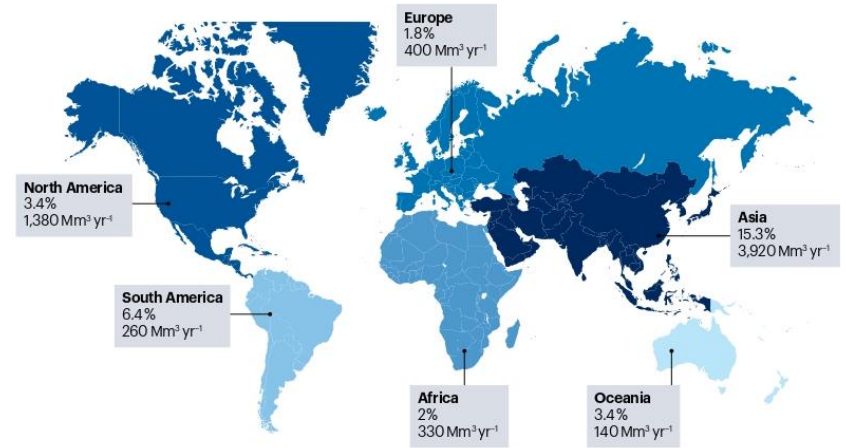 Europe
1.8%
400 Mm³ yr⁻¹
North America
3.4%
1,380 Mm³ yr⁻¹
Asia
15.3%
3,920 Mm³ yr⁻¹
South America
6.4%
260 Mm³ yr⁻¹
Africa
2%
330 Mm³ yr⁻¹
Oceania
3.4%
140 Mm³ yr⁻¹